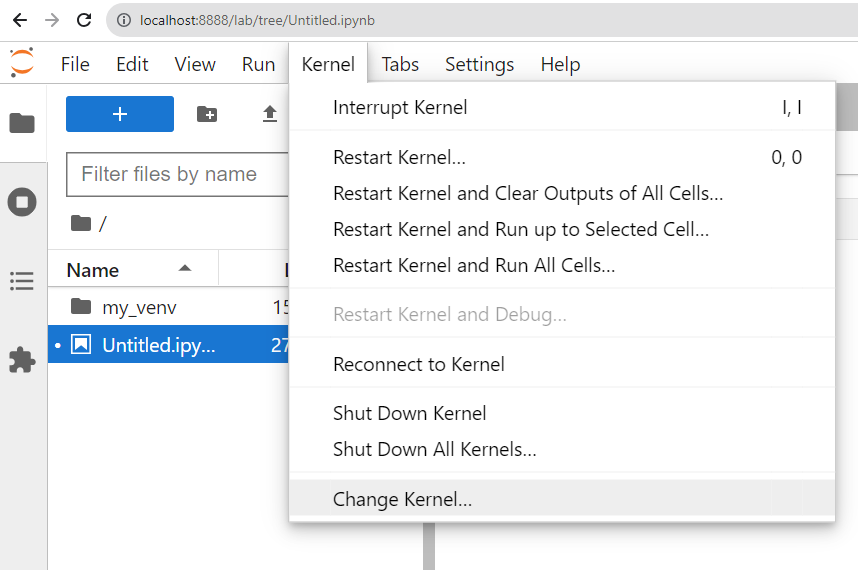 localhost:8888/lab/tree/Untitled.ipynb
File Edit View Run Kernel Tabs Settings Help
Interrupt Kernel I, I
Restart Kernel... 0, 0
Restart Kernel and Clear Outputs of All Cells...
Restart Kernel and Run up to Selected Cell...
Restart Kernel and Run All Cells...
Restart Kernel and Debug...
Reconnect to Kernel
Shut Down Kernel
Shut Down All Kernels...
Change Kernel...
Filter files by name
/
Name
my_venv 15
Untitled.ipy... 27